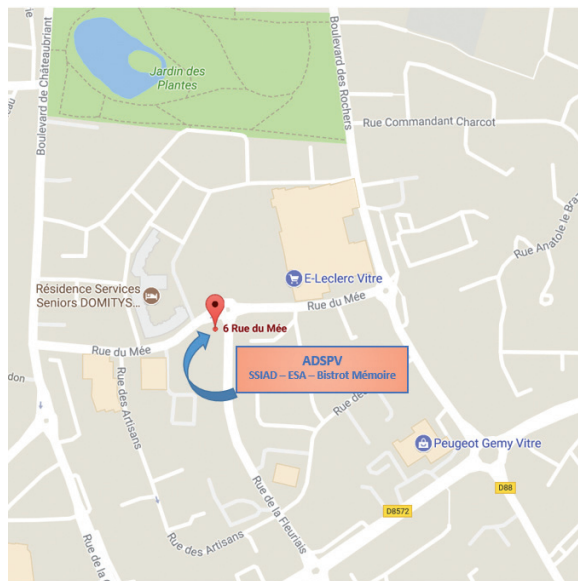 Boulevard de Châteaubriant
Jardin des
Plantes
Boulevard des Rochers
Rue Commandant Charcot
Rue Anatole le Braz
E-Leclerc Vitre
Résidence Services
Seniors DOMITYS...
Rue du Mée
6 Rue du Mée
Rue du Mée
ADSPV
SSIAD – ESA – Bistrot Mémoire
Rue des Artisans
Peugeot Gemy Vitre
D88
D8572
Rue de la Fleuriais
Rue des Artisans